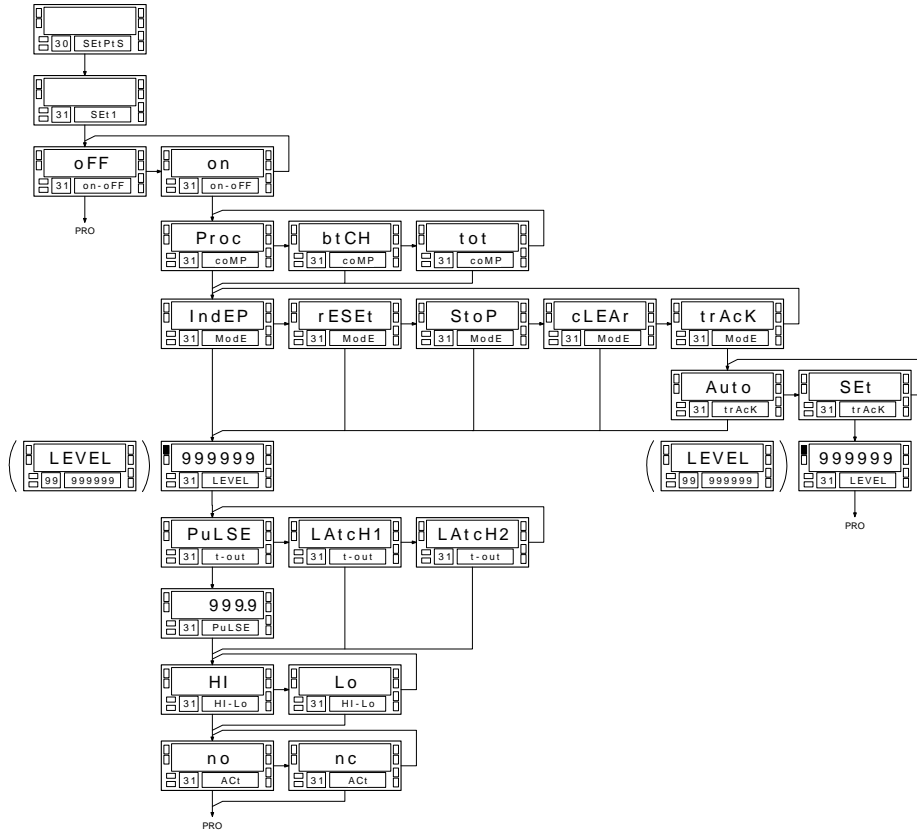 30 SEtPtS
31 SEt1
oFF on
31 on-oFF 31 on-oFF
PRO
Proc btCH tot
31 coMP 31 coMP 31 coMP
IndEP rESEt StoP cLEAr trAcK
31 ModE 31 ModE 31 ModE 31 ModE 31 ModE
Auto SEt
31 trAcK 31 trAcK
LEVEL 999999 LEVEL 999999
99 999999 31 LEVEL 99 999999 31 LEVEL
PRO
PuLSE LAtcH1 LAtcH2
31 t-out 31 t-out 31 t-out
999.9
31 PuLSE
HI Lo
31 HI-Lo 31 HI-Lo
no nc
31 ACt 31 ACt
PRO